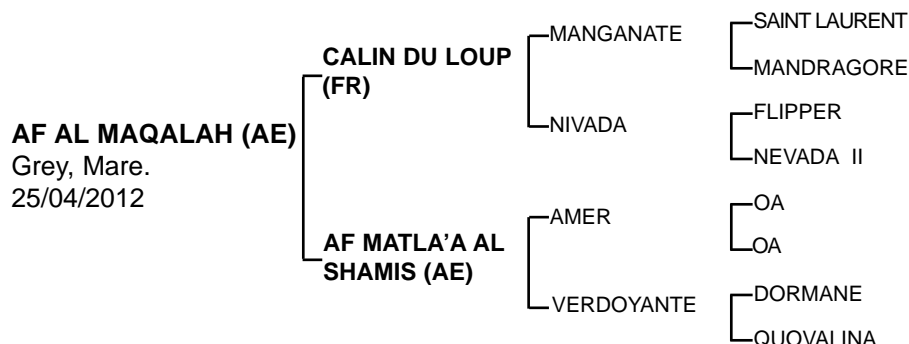 AF AL MAQALAH (AE)
Grey, Mare.
25/04/2012
CALIN DU LOUP
(FR)
AF MATLA'A AL
SHAMIS (AE)
MANGANATE
NIVADA
AMER
VERDOYANTE
SAINT LAURENT
MANDRAGORE
FLIPPER
NEVADA II
OA
OA
DORMANE
QUOVALINA